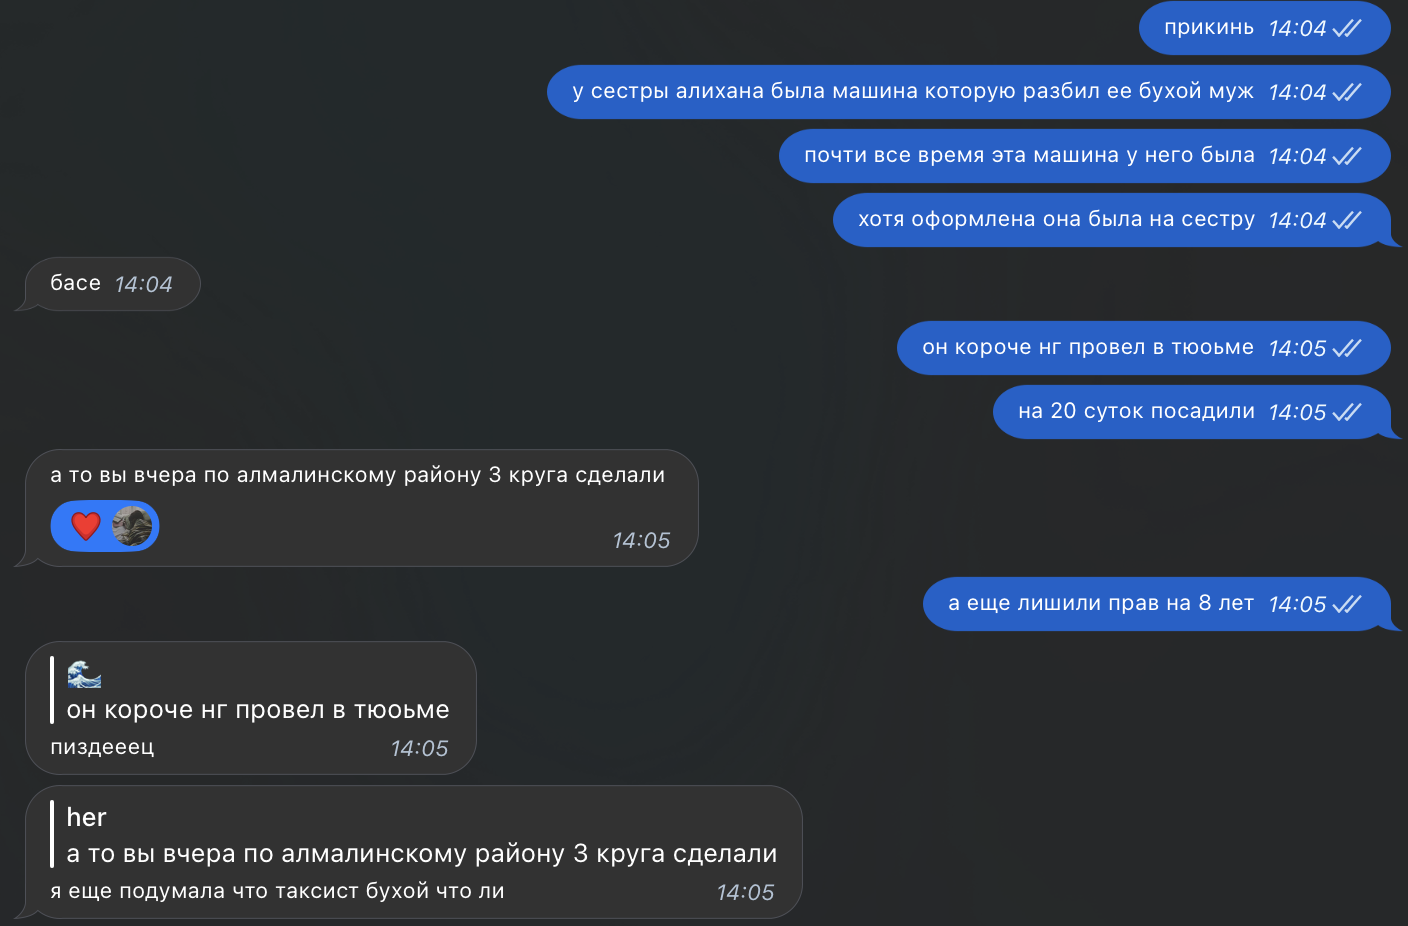 прикинь 14:04
у сестры алихана была машина которую разбил ее бухой муж 14:04
почти все время эта машина у него была 14:04
хотя оформлена она была на сестру 14:04
басе 14:04
он короче нг провел в тюоьме 14:05
на 20 суток посадили 14:05
а то вы вчера по алмалинскому району 3 круга сделали
14:05
а еще лишили прав на 8 лет 14:05
🌊
он короче нг провел в тюоьме
пиздееец 14:05
her
а то вы вчера по алмалинскому району 3 круга сделали
я еще подумала что таксист бухой что ли 14:05